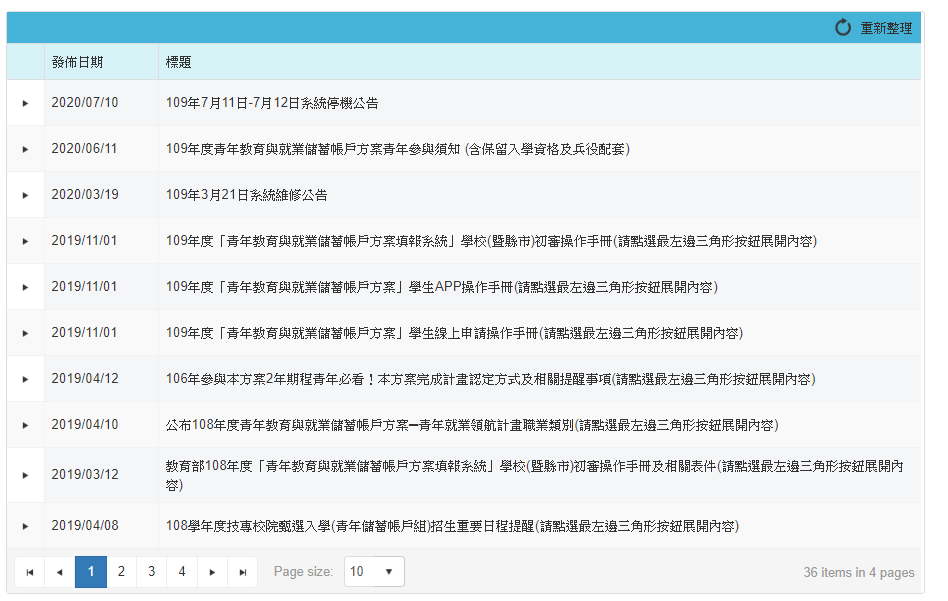 重新整理
發佈日期 標題
2020/07/10 109年7月11日-7月12日系統停機公告
2020/06/11 109年度青年教育與就業儲蓄帳戶方案青年參與須知 (含保留入學資格及兵役配套)
2020/03/19 109年3月21日系統維修公告
2019/11/01 109年度「青年教育與就業儲蓄帳戶方案填報系統」學校(暨縣市)初審操作手冊(請點選最左邊三角形按鈕展開內容)
2019/11/01 109年度「青年教育與就業儲蓄帳戶方案」學生APP操作手冊(請點選最左邊三角形按鈕展開內容)
2019/11/01 109年度「青年教育與就業儲蓄帳戶方案」學生線上申請操作手冊(請點選最左邊三角形按鈕展開內容)
2019/04/12 106年參與本方案2年期程青年必看！本方案完成計畫認定方式及相關提醒事項(請點選最左邊三角形按鈕展開內容)
2019/04/10 公布108年度青年教育與就業儲蓄帳戶方案─青年就業領航計畫職業類別(請點選最左邊三角形按鈕展開內容)
2019/03/12 教育部108年度「青年教育與就業儲蓄帳戶方案填報系統」學校(暨縣市)初審操作手冊及相關表件(請點選最左邊三角形按鈕展開內
容)
2019/04/08 108學年度技專校院甄選入學(青年儲蓄帳戶組)招生重要日程提醒(請點選最左邊三角形按鈕展開內容)
1 2 3 4 Page size: 10 36 items in 4 pages